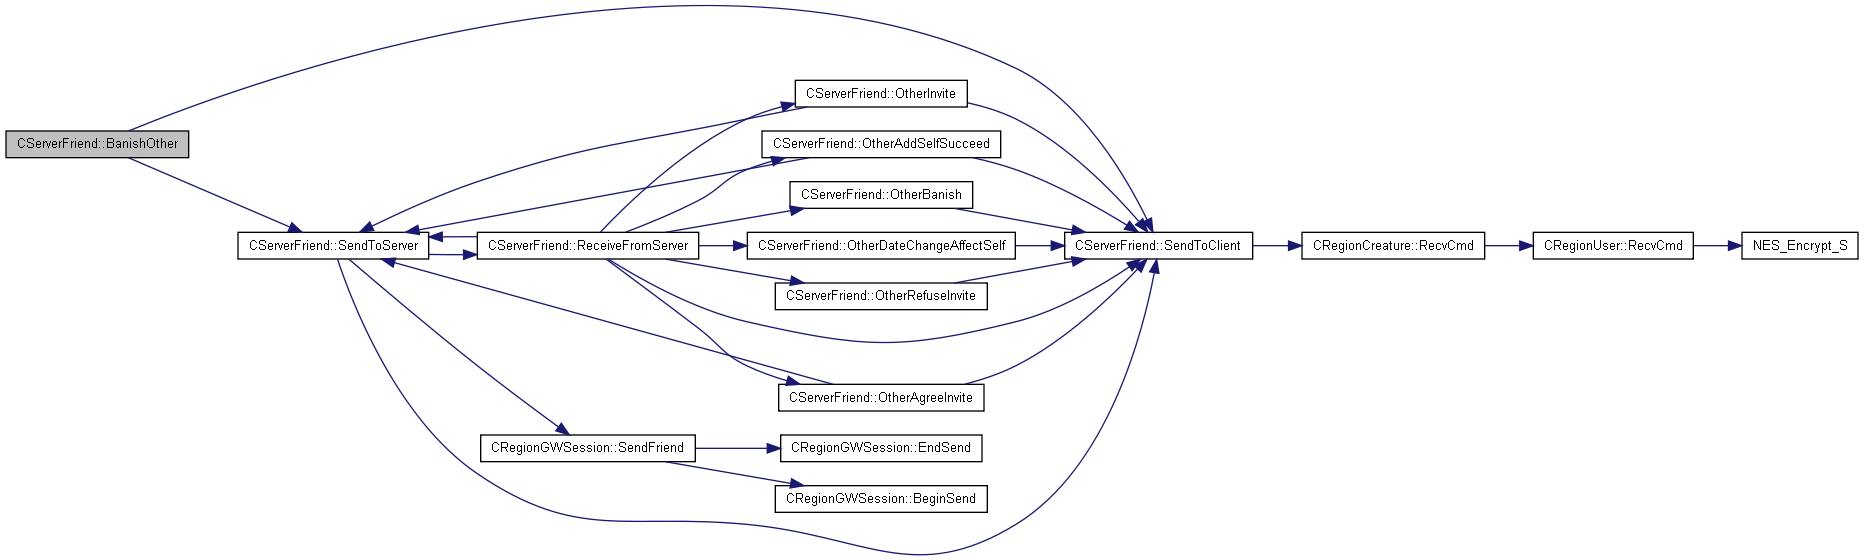 CServerFriend::OtherInvite
CServerFriend::BanishOther
CServerFriend::OtherAddSelfSucceed
CServerFriend::OtherBanish
CServerFriend::SendToServer
CServerFriend::ReceiveFromServer
CServerFriend::OtherDateChangeAffectSelf
CServerFriend::SendToClient
CRegionCreature::RecvCmd
CRegionUser::RecvCmd
NES_Encrypt_S
CServerFriend::OtherRefuseInvite
CServerFriend::OtherAgreeInvite
CRegionGWSession::SendFriend
CRegionGWSession::EndSend
CRegionGWSession::BeginSend